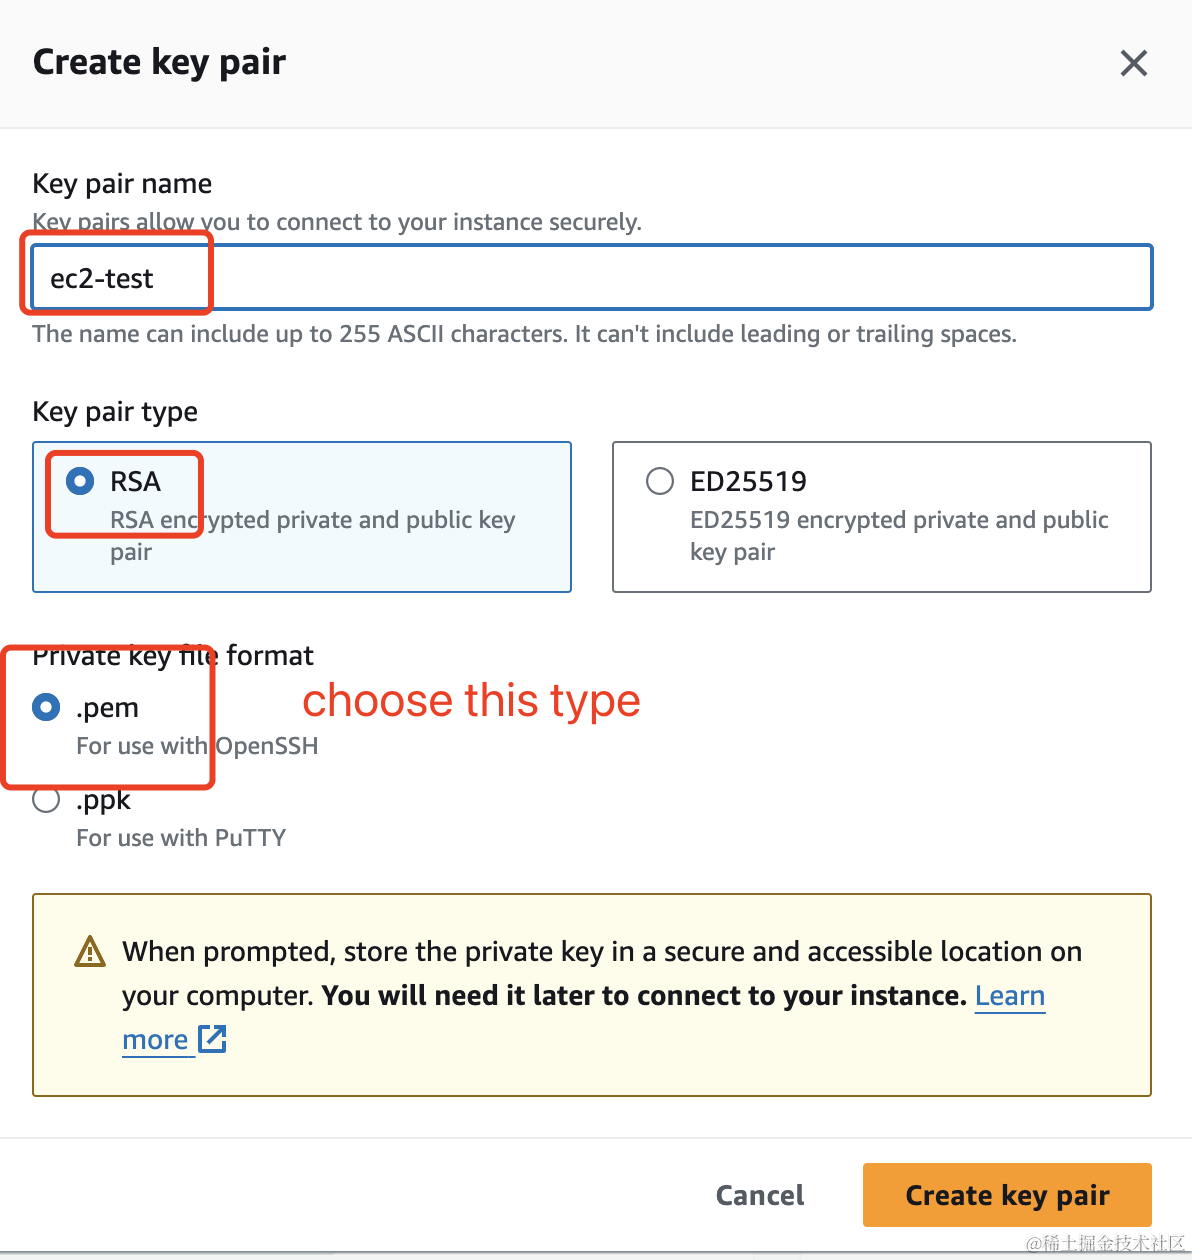 Create key pair
Key pair name
Key pairs allow you to connect to your instance securely.
ec2-test
The name can include up to 255 ASCII characters. It can't include leading or trailing spaces.
Key pair type
RSA
RSA encrypted private and public key
pair
ED25519
ED25519 encrypted private and public
key pair
Private key file format
.pem
For use with OpenSSH
choose this type
.ppk
For use with PuTTY
When prompted, store the private key in a secure and accessible location on
your computer. You will need it later to connect to your instance. Learn
more
Cancel
Create key pair
@稀土掘金技术社区